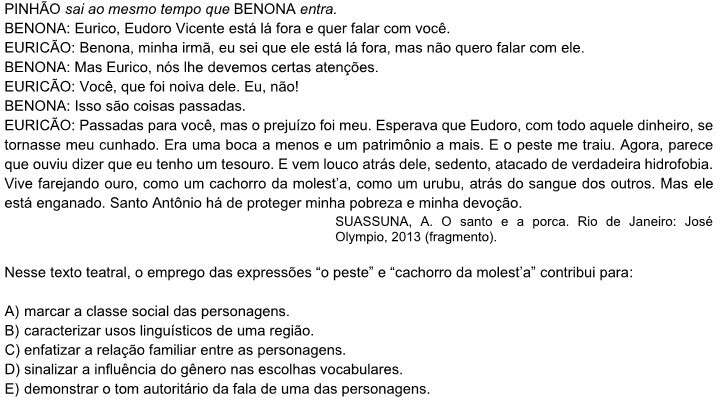 PINHÃO sai ao mesmo tempo que BENONA entra.
BENONA: Eurico, Eudoro Vicente está lá fora e quer falar com você.
EURICÃO: Benona, minha irmã, eu sei que ele está lá fora, mas não quero falar com ele.
BENONA: Mas Eurico, nós lhe devemos certas atenções.
EURICÃO: Você, que foi noiva dele. Eu, não!
BENONA: Isso são coisas passadas.
EURICÃO: Passadas para você, mas o prejuízo foi meu. Esperava que Eudoro, com todo aquele dinheiro, se
tornasse meu cunhado. Era uma boca a menos e um patrimônio a mais. E o peste me traiu. Agora, parece
que ouviu dizer que eu tenho um tesouro. E vem louco atrás dele, sedento, atacado de verdadeira hidrofobia.
Vive farejando ouro, como um cachorro da molest'a, como um urubu, atrás do sangue dos outros. Mas ele
está enganado. Santo Antônio há de proteger minha pobreza e minha devoção.
SUASSUNA, A. O santo e a porca. Rio de Janeiro: José
Olympio, 2013 (fragmento).
Nesse texto teatral, o emprego das expressões “o peste” e “cachorro da molest'a” contribui para:
A) marcar a classe social das personagens.
B) caracterizar usos linguísticos de uma região.
C) enfatizar a relação familiar entre as personagens.
D) sinalizar a influência do gênero nas escolhas vocabulares.
E) demonstrar o tom autoritário da fala de uma das personagens.